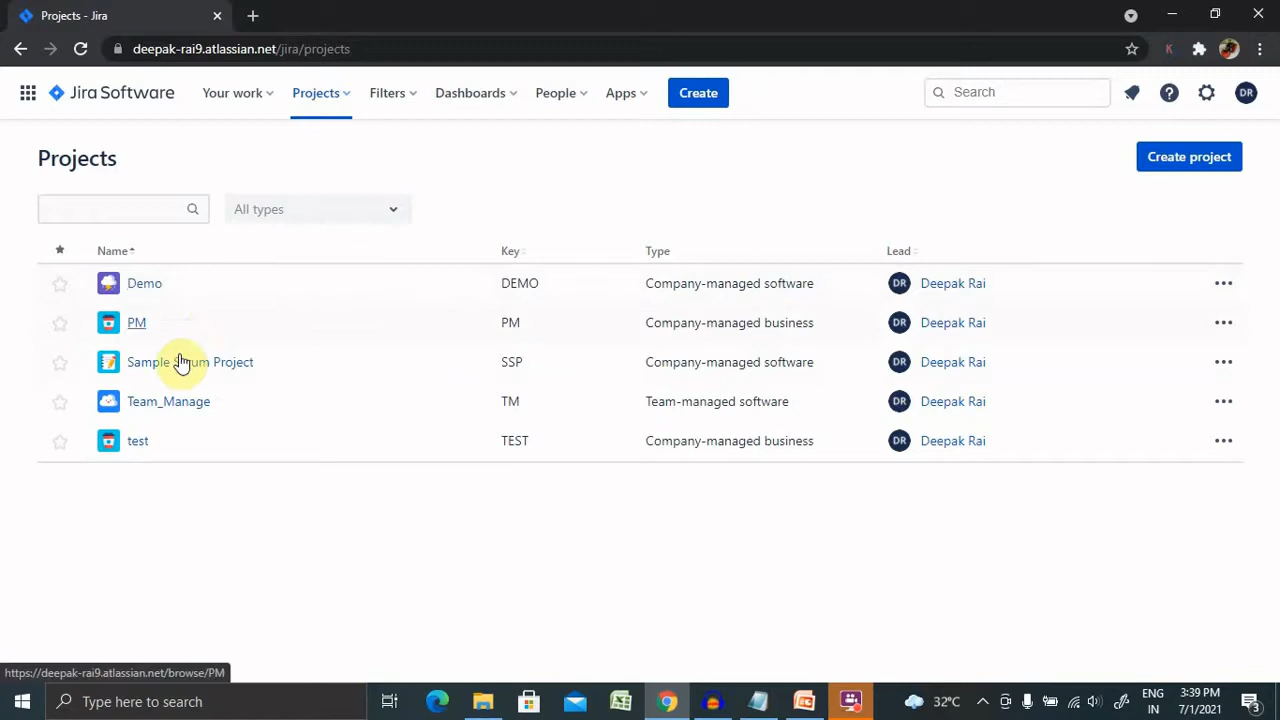 Projects - Jira
deepak-rai9.atlassian.net/jira/projects
K
Jira Software Your work Projects Filters Dashboards People Apps Create Search DR
Projects
Create project
All types
Name Key Type Lead
Demo DEMO Company-managed software DR Deepak Rai
PM PM Company-managed business DR Deepak Rai
Sample Scrum Project SSP Company-managed software DR Deepak Rai
Team_Manage TM Team-managed software DR Deepak Rai
test TEST Company-managed business DR Deepak Rai
https://deepak-rai9.atlassian.net/browse/PM
Type here to search
32°C
ENG
IN
3:39 PM
7/1/2021
3